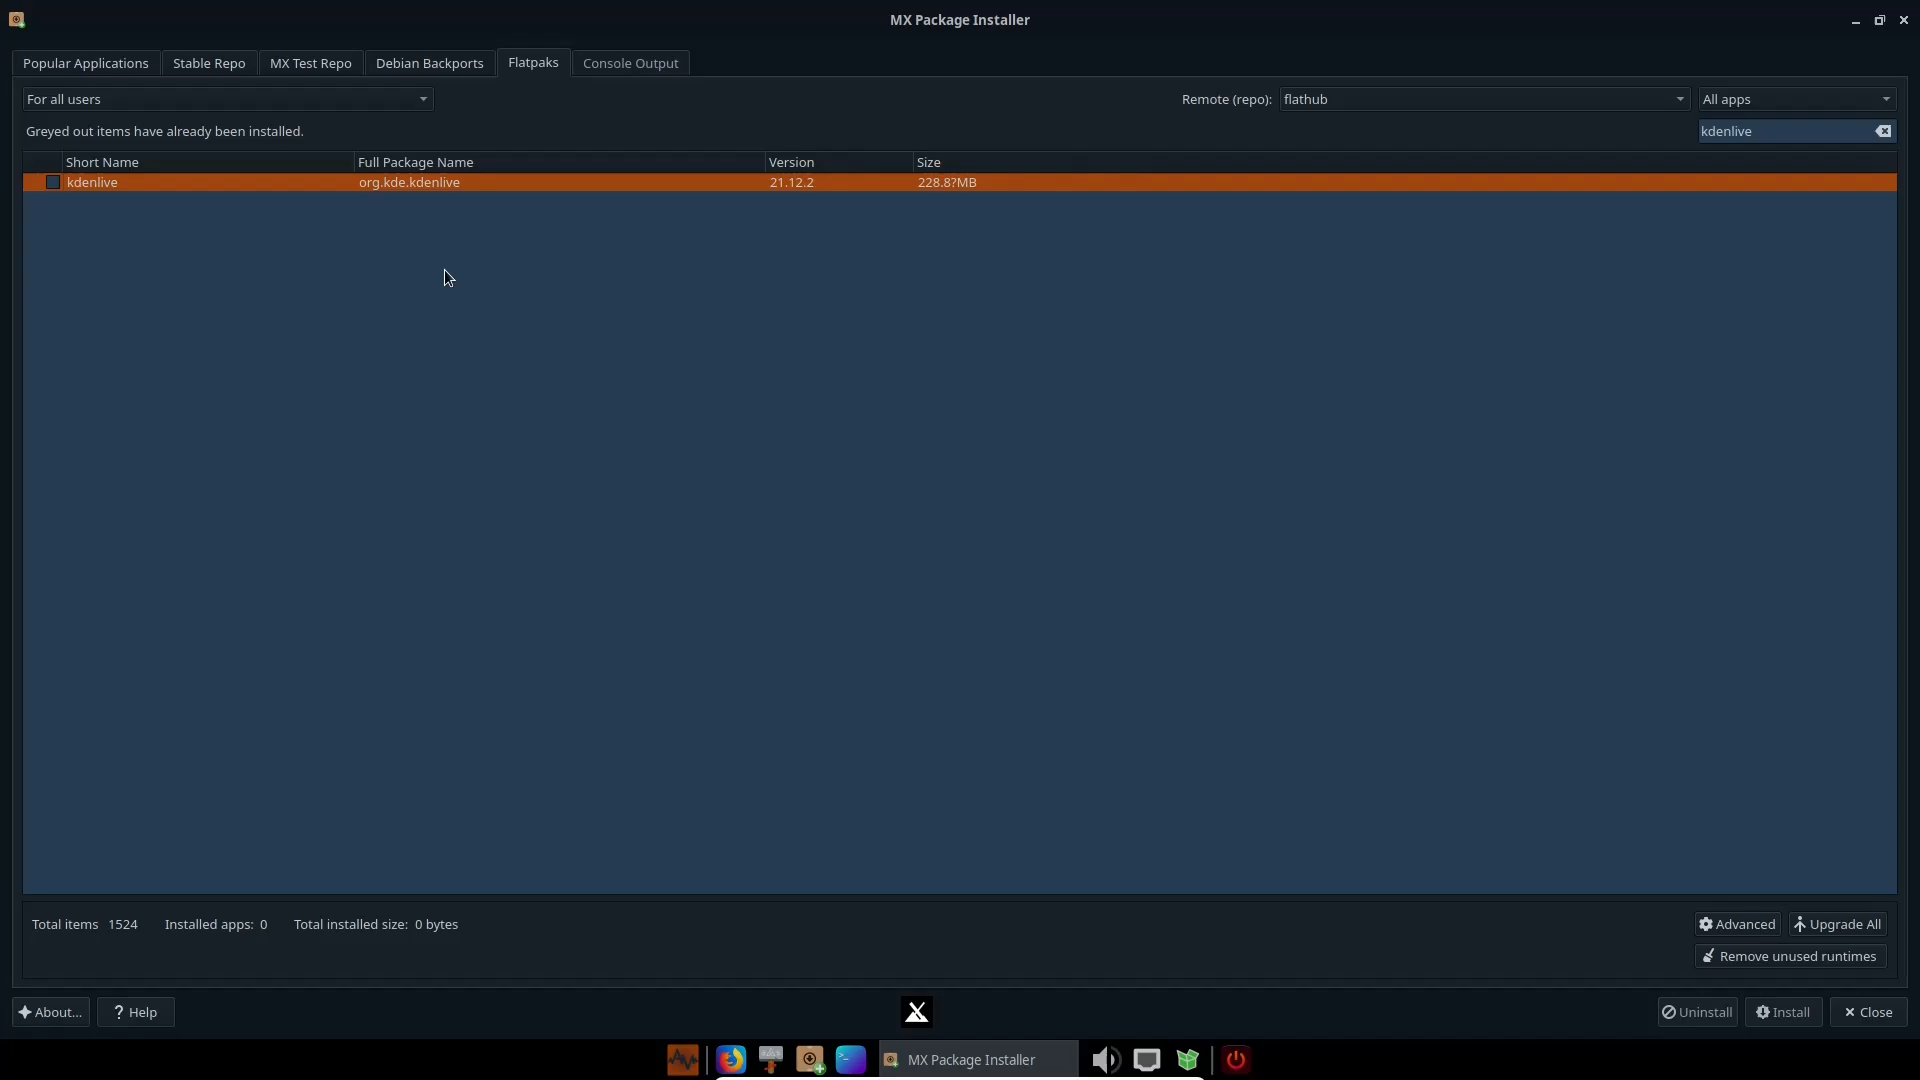 MX Package Installer
Popular Applications Stable Repo MX Test Repo Debian Backports Flatpaks Console Output
For all users Remote (repo): flathub All apps
Greyed out items have already been installed. kdenlive
Short Name Full Package Name Version Size
kdenlive org.kde.kdenlive 21.12.2 228.8?MB
Total items 1524 Installed apps: 0 Total installed size: 0 bytes Advanced Upgrade All
Remove unused runtimes
About... ? Help Uninstall Install Close
MX Package Installer